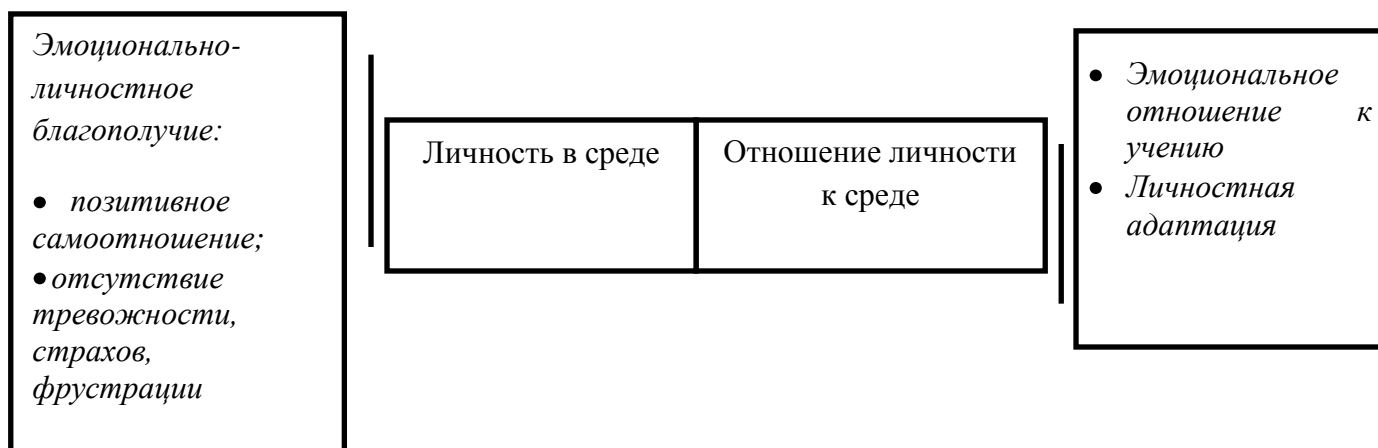 Эмоционально-
личностное
благополучие:
• позитивное
самоотношение;
• отсутствие
тревожности,
страхов,
фрустрации
Личность в среде
Отношение личности
к среде
• Эмоциональное
отношение к
учению
• Личностная
адаптация